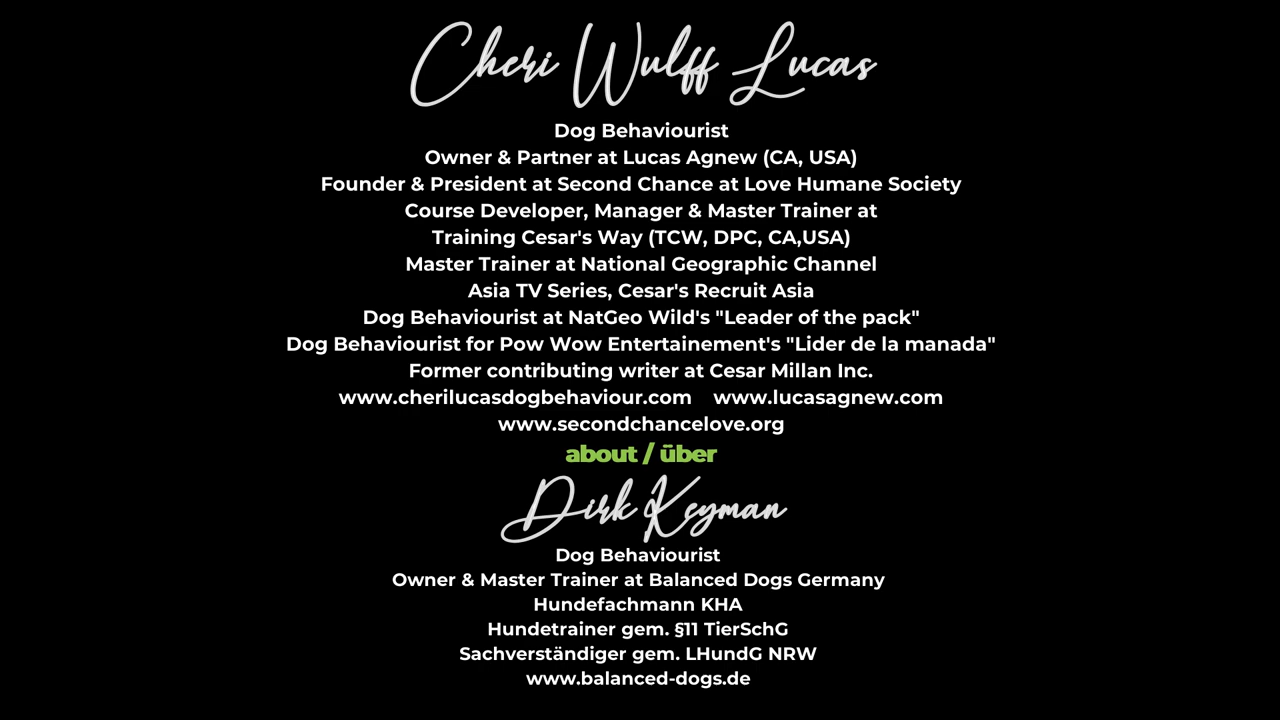 Cheri Wulff Lucas
Dog Behaviourist
Owner & Partner at Lucas Agnew (CA, USA)
Founder & President at Second Chance at Love Humane Society
Course Developer, Manager & Master Trainer at
Training Cesar's Way (TCW, DPC, CA,USA)
Master Trainer at National Geographic Channel
Asia TV Series, Cesar's Recruit Asia
Dog Behaviourist at NatGeo Wild's "Leader of the pack"
Dog Behaviourist for Pow Wow Entertainement's "Lider de la manada"
Former contributing writer at Cesar Millan Inc.
www.cherilucasdogbehaviour.com www.lucasagnew.com
www.secondchancelove.org
about / über
Dirk Keyman
Dog Behaviourist
Owner & Master Trainer at Balanced Dogs Germany
Hundefachmann KHA
Hundetrainer gem. §11 TierSchG
Sachverständiger gem. LHundG NRW
www.balanced-dogs.de